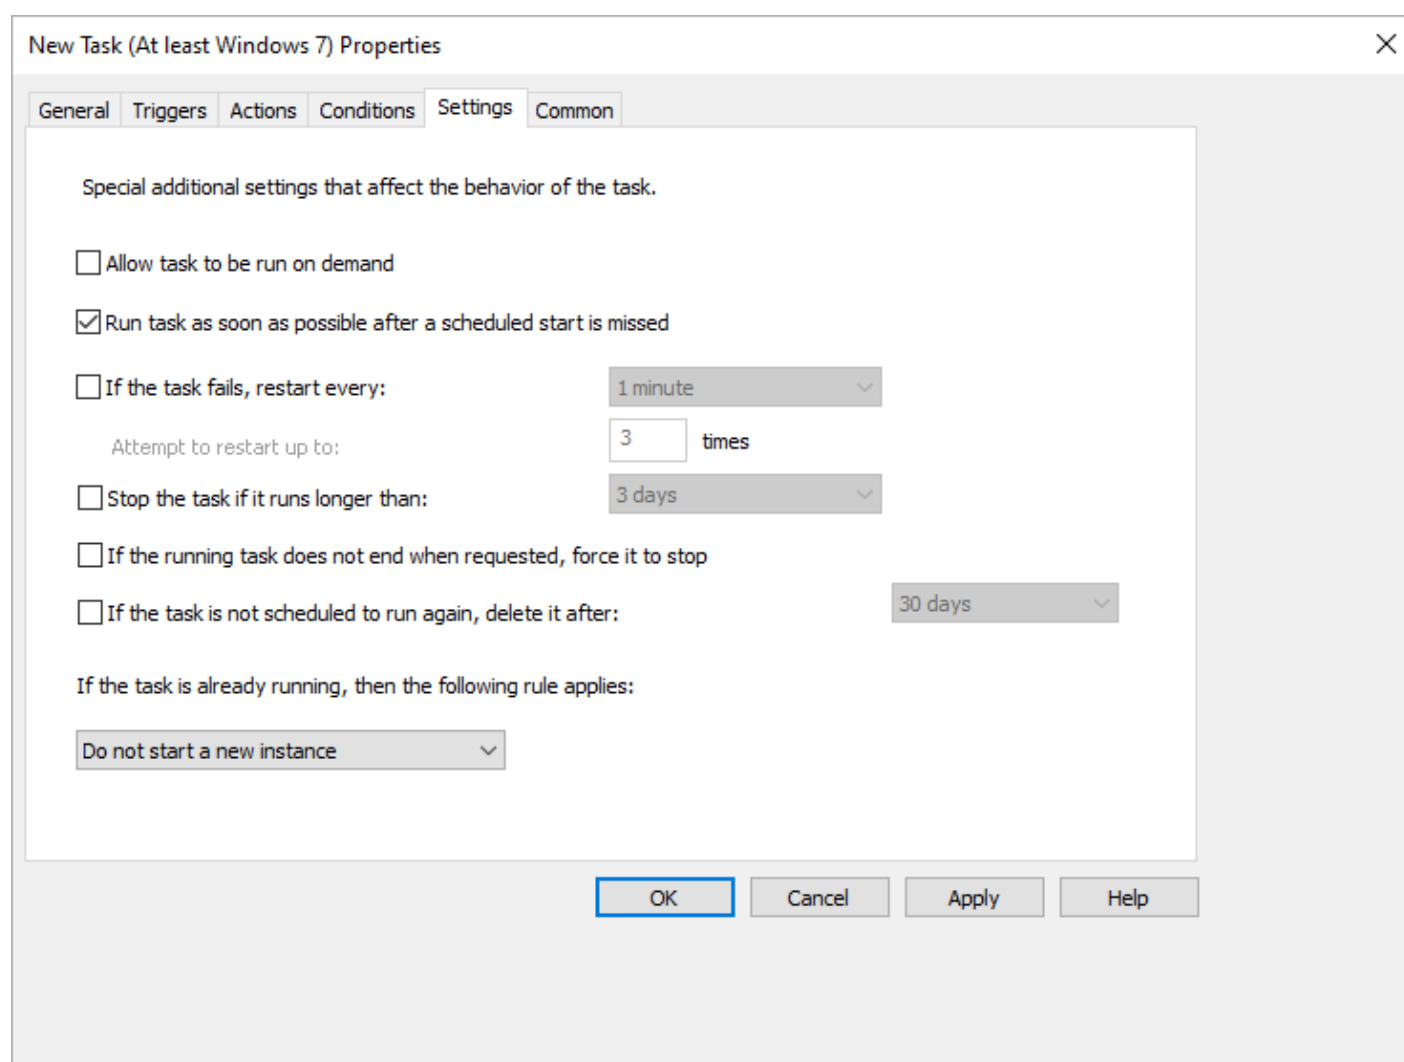 New Task (At least Windows 7) Properties
General Triggers Actions Conditions Settings Common
Special additional settings that affect the behavior of the task.
Allow task to be run on demand
Run task as soon as possible after a scheduled start is missed
If the task fails, restart every: 1 minute
Attempt to restart up to: 3 times
Stop the task if it runs longer than: 3 days
If the running task does not end when requested, force it to stop
If the task is not scheduled to run again, delete it after: 30 days
If the task is already running, then the following rule applies:
Do not start a new instance
OK Cancel Apply Help